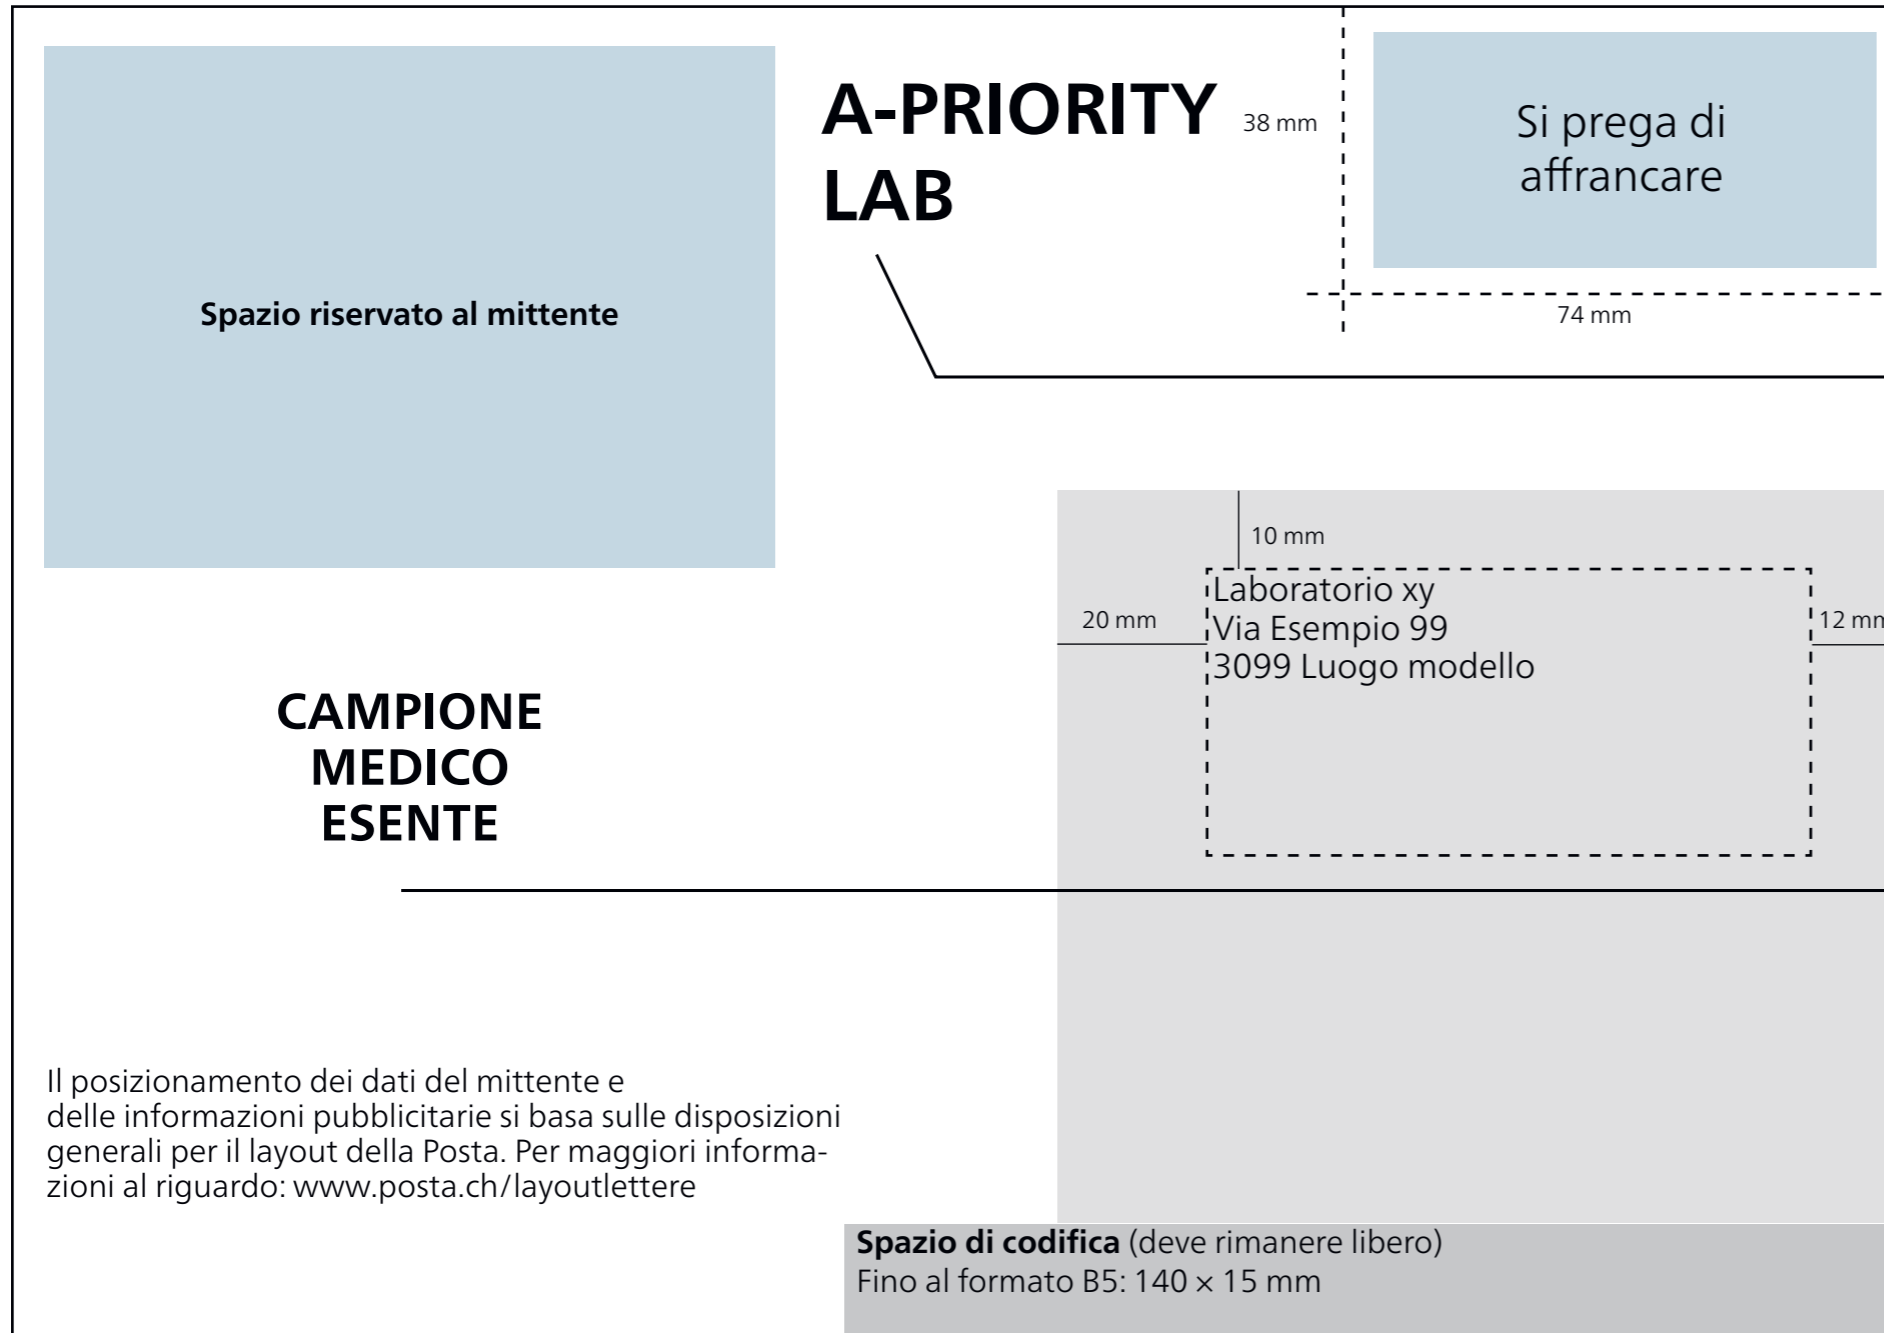 A-PRIORITY
LAB
38 mm
Si prega di
affrancare
74 mm
Spazio riservato al mittente
10 mm
20 mm
Laboratorio xy
Via Esempio 99
3099 Luogo modello
12 mm
CAMPIONE
MEDICO
ESENTE
Il posizionamento dei dati del mittente e
delle informazioni pubblicitarie si basa sulle disposizioni
generali per il layout della Posta. Per maggiori informa-
zioni al riguardo: www.posta.ch/layoutlettere
Spazio di codifica (deve rimanere libero)
Fino al formato B5: 140 × 15 mm